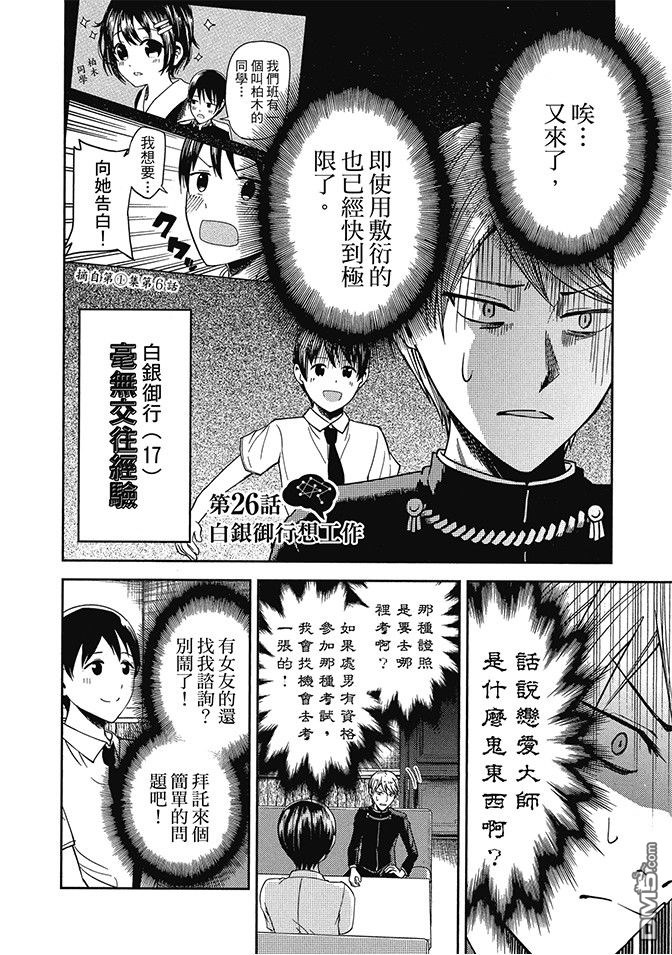 唉…
又來了，
即使用敷衍的
也已經快到極
限了。
我們班有一
個叫柏木的
同學…
柏木
同學
我想要…
向她告白！
ググッ
摘自第①集第6話
白銀御行（17）
毫無交往經驗
第26話
白銀御行想工作
話說戀愛大師
是什麼鬼東西啊？
那種證照
是要去哪
裡考啊？
如果處男有資格
參加那種考試，
我會找機會去考
一張的！
有女友的還
找我諮詢？
別鬧了！
拜託來個
簡單的問
題吧！
DM5.com